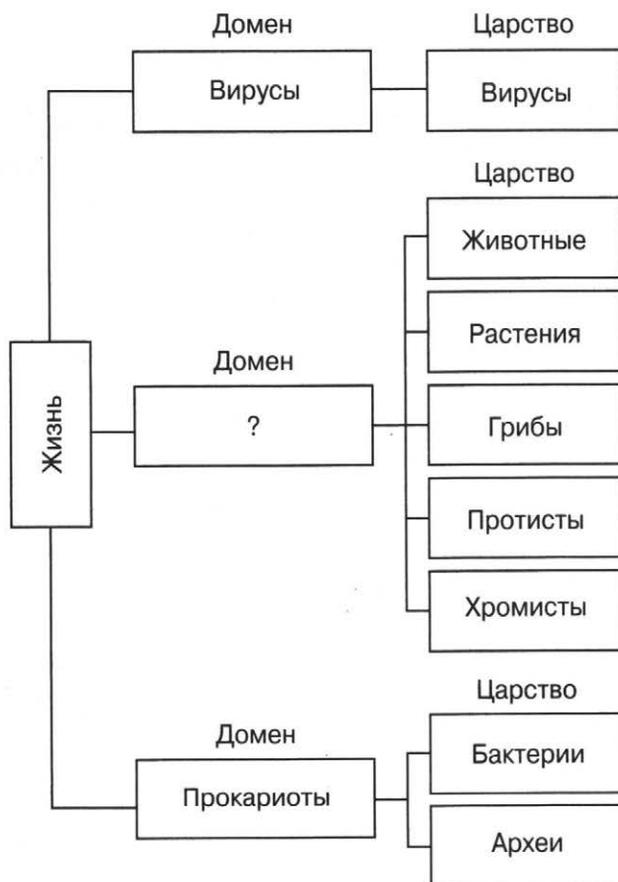 Домен
Царство
Вирусы
Вирусы
Царство
Животные
Растения
Домен
?
Жизнь
Грибы
Протисты
Хромисты
Царство
Домен
Бактерии
Прокариоты
Археи